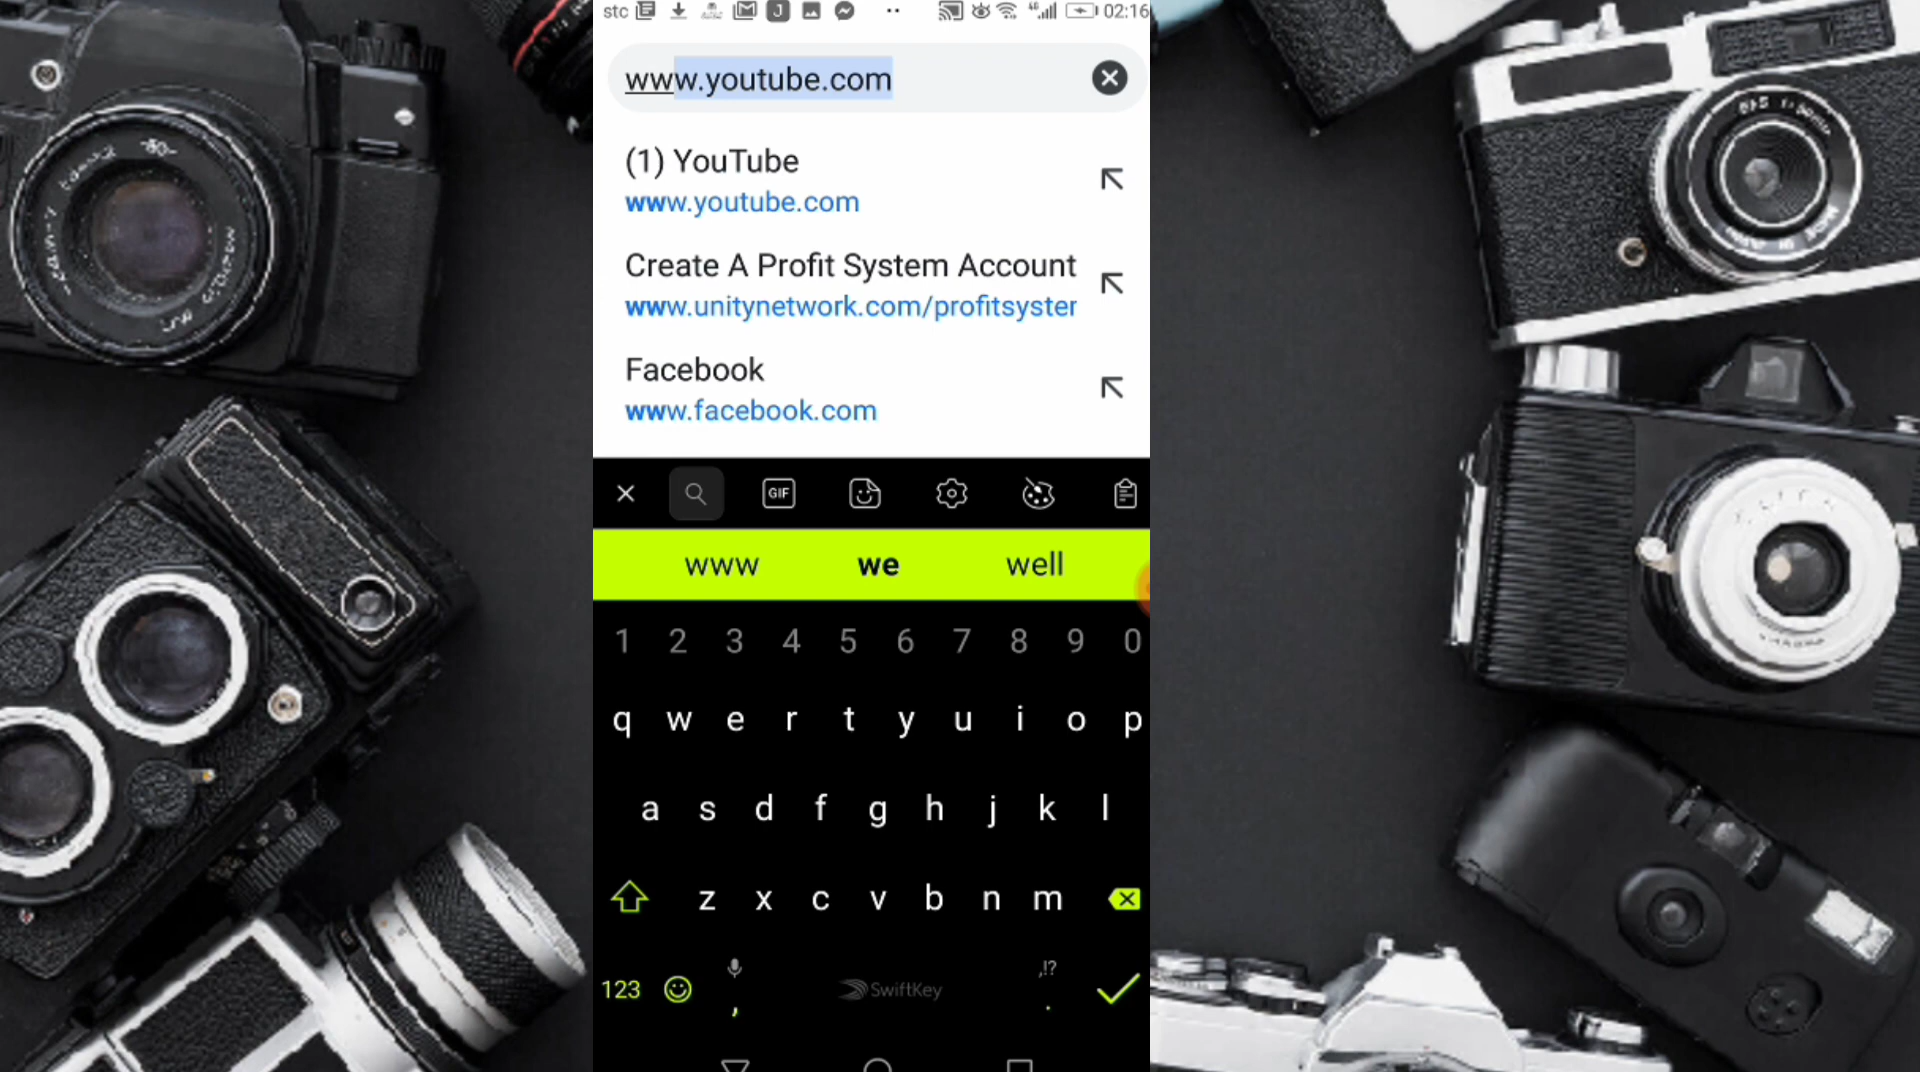 stc 02:16
www.youtube.com
(1) YouTube
www.youtube.com
Create A Profit System Account
www.unitynetwork.com/profitsyster
Facebook
www.facebook.com
GIF
www we well
1 2 3 4 5 6 7 8 9 0
q w e r t y u i o p
a s d f g h j k l
z x c v b n m
,!?
123 , SwiftKey .